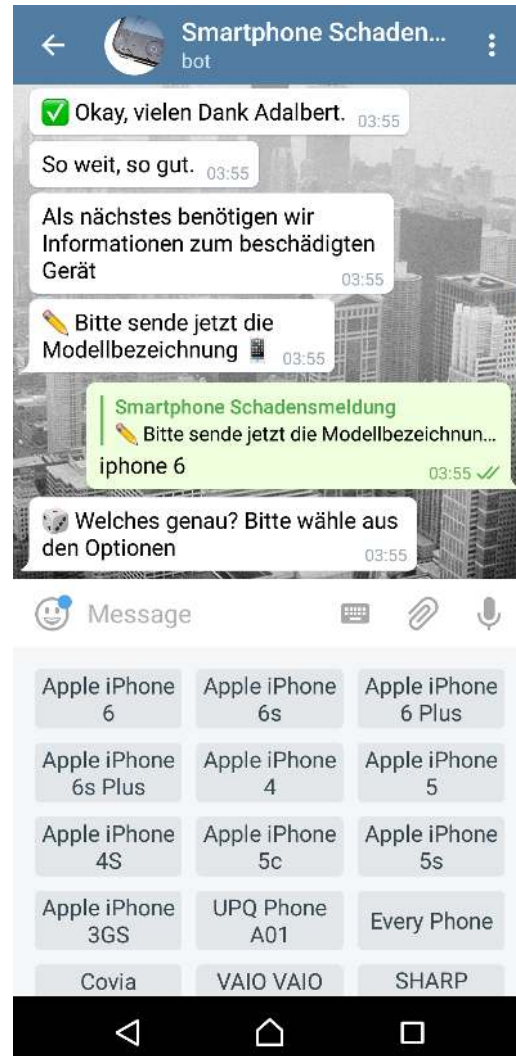 Smartphone Schaden...
bot
✅ Okay, vielen Dank Adalbert. 03:55
So weit, so gut. 03:55
Als nächstes benötigen wir
Informationen zum beschädigten
Gerät 03:55
✏️ Bitte sende jetzt die
Modellbezeichnung 📱 03:55
Smartphone Schadensmeldung
✏️ Bitte sende jetzt die Modellbezeichnun...
iphone 6 03:55
🎲 Welches genau? Bitte wähle aus
den Optionen 03:55
Message
Apple iPhone
6
Apple iPhone
6s
Apple iPhone
6 Plus
Apple iPhone
6s Plus
Apple iPhone
4
Apple iPhone
5
Apple iPhone
4S
Apple iPhone
5c
Apple iPhone
5s
Apple iPhone
3GS
UPQ Phone
A01
Every Phone
Covia
VAIO VAIO
SHARP